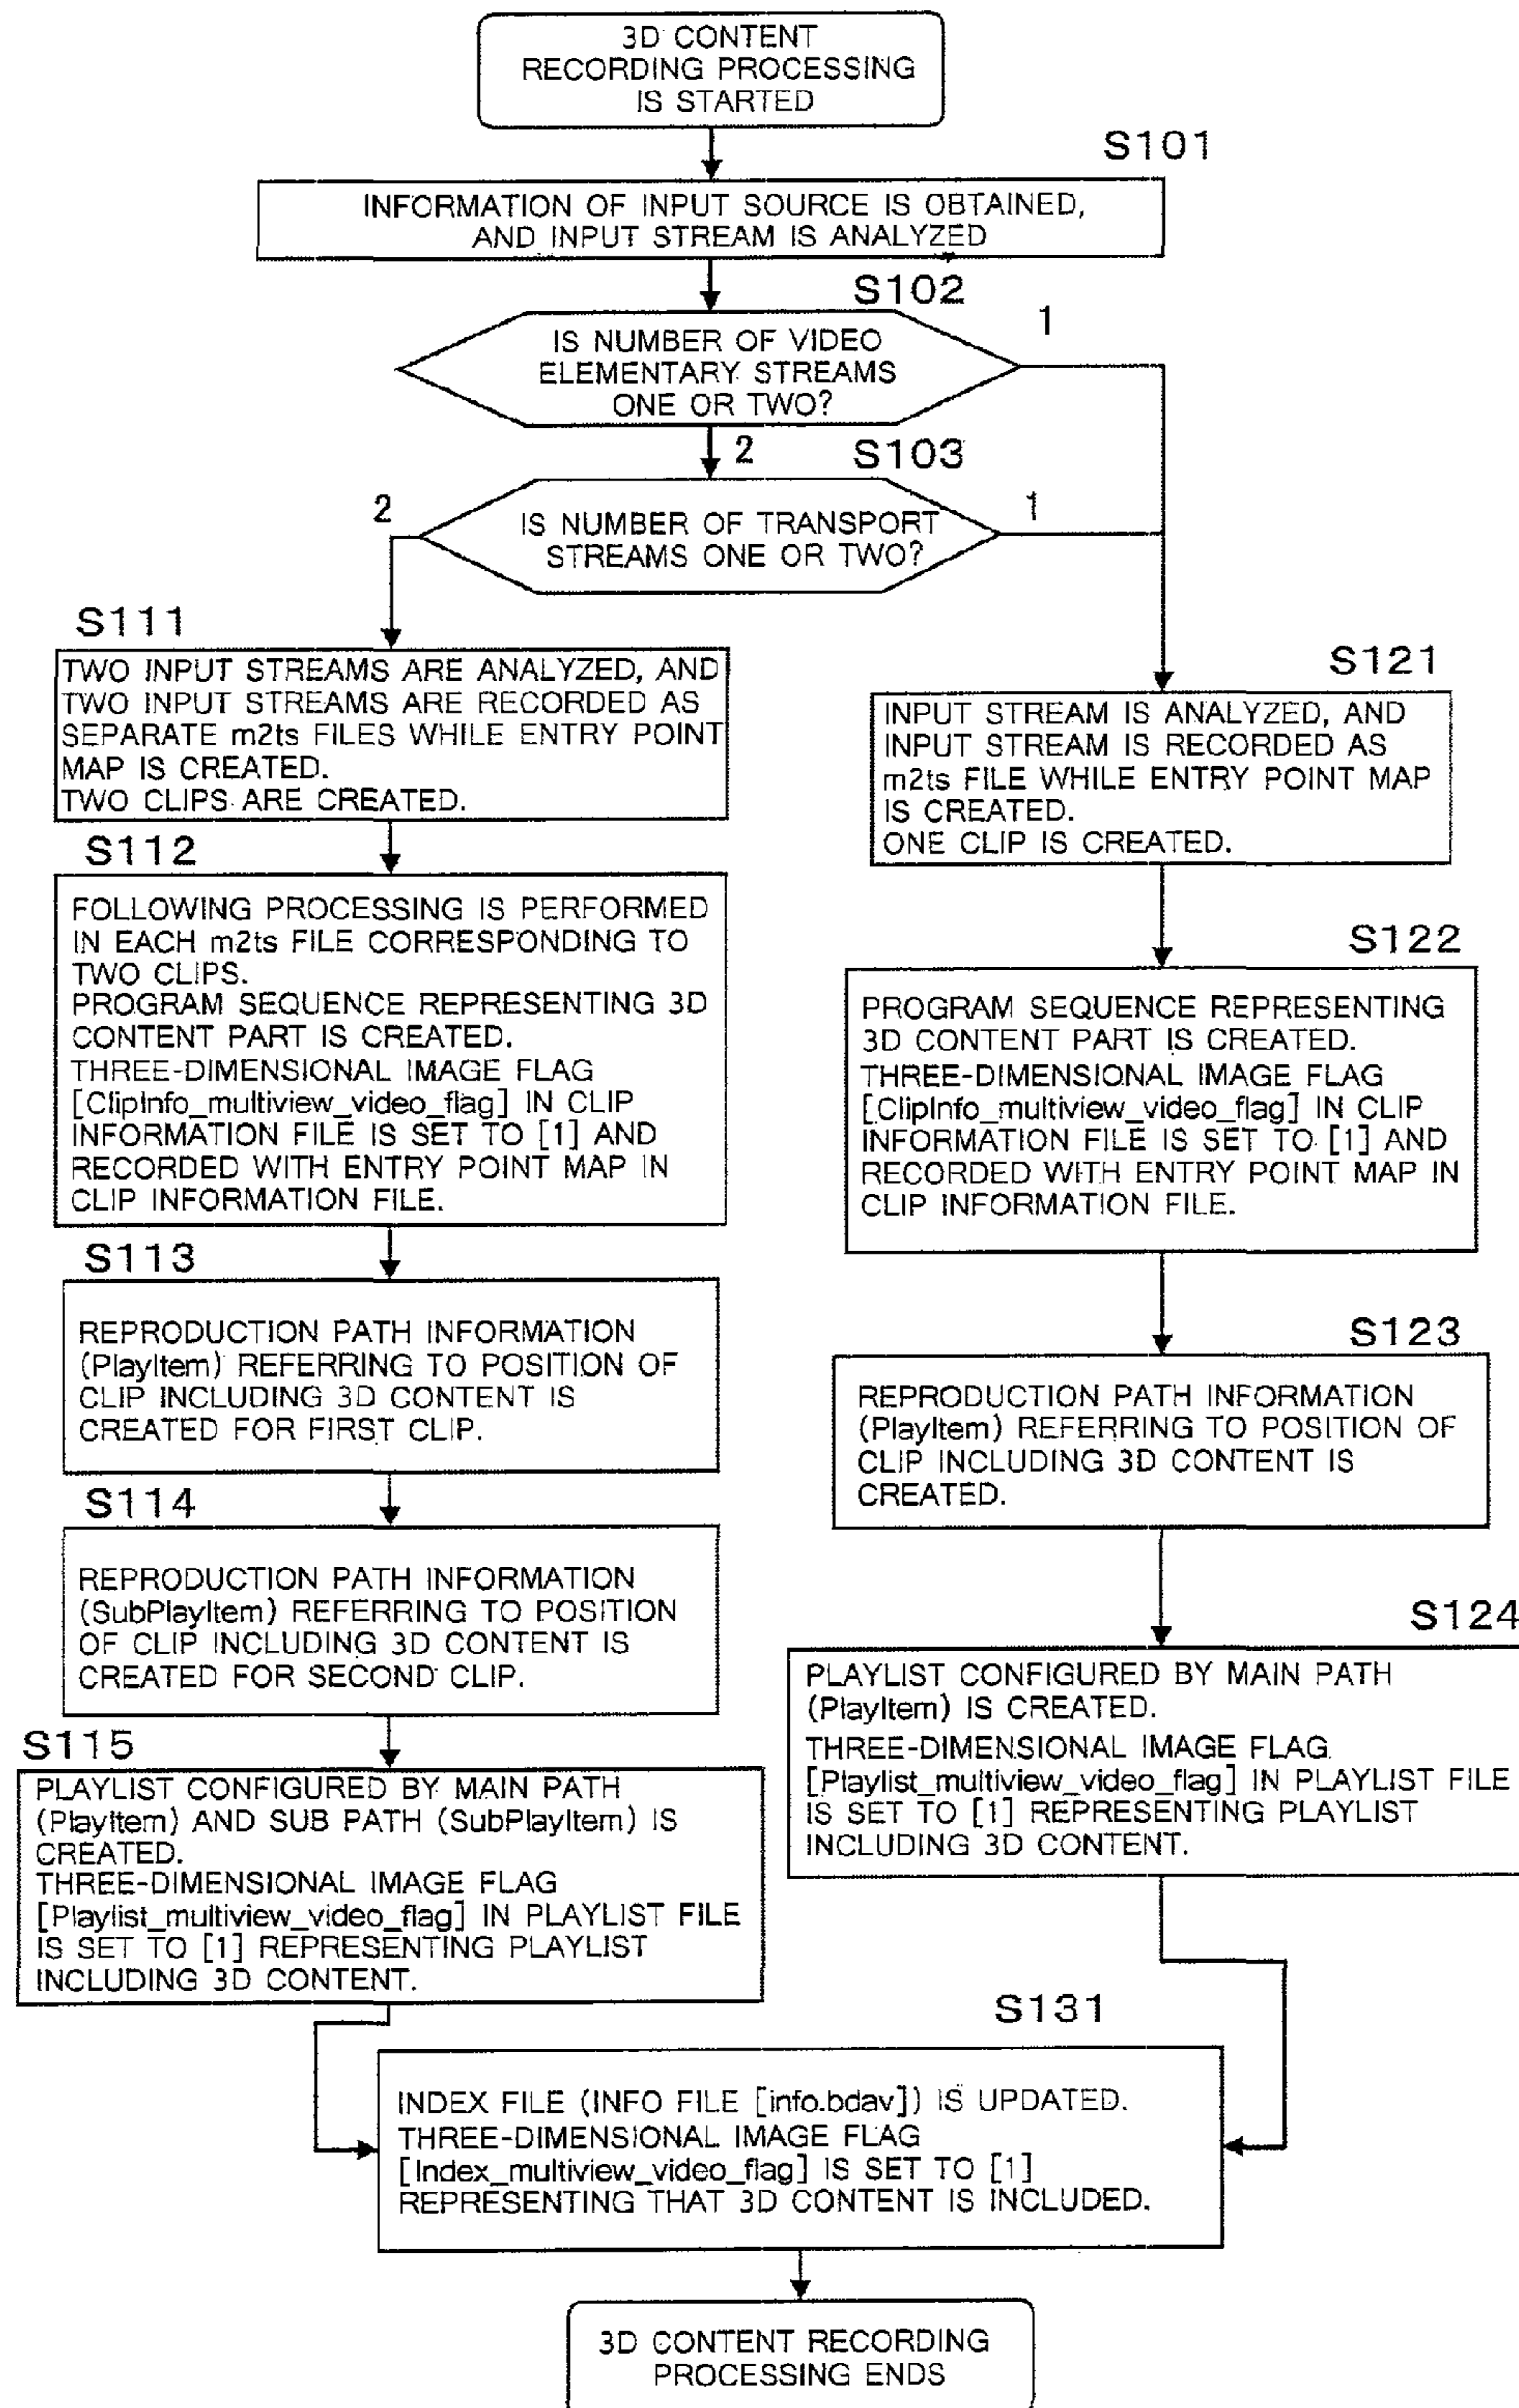 3D CONTENT
RECORDING PROCESSING
IS STARTED
S101
INFORMATION OF INPUT SOURCE IS OBTAINED,
AND INPUT STREAM IS ANALYZED
S102
IS NUMBER OF VIDEO
ELEMENTARY STREAMS
ONE OR TWO?
1
2
S103
IS NUMBER OF TRANSPORT
STREAMS ONE OR TWO?
2
1
S111
TWO INPUT STREAMS ARE ANALYZED, AND
TWO INPUT STREAMS ARE RECORDED AS
SEPARATE m2ts FILES WHILE ENTRY POINT
MAP IS CREATED.
TWO CLIPS ARE CREATED.
S112
FOLLOWING PROCESSING IS PERFORMED
IN EACH m2ts FILE CORRESPONDING TO
TWO CLIPS.
PROGRAM SEQUENCE REPRESENTING 3D
CONTENT PART IS CREATED.
THREE-DIMENSIONAL IMAGE FLAG
[ClipInfo_multiview_video_flag] IN CLIP
INFORMATION FILE IS SET TO [1] AND
RECORDED WITH ENTRY POINT MAP IN
CLIP INFORMATION FILE.
S113
REPRODUCTION PATH INFORMATION
(PlayItem) REFERRING TO POSITION OF
CLIP INCLUDING 3D CONTENT IS
CREATED FOR FIRST CLIP.
S114
REPRODUCTION PATH INFORMATION
(SubPlayItem) REFERRING TO POSITION
OF CLIP INCLUDING 3D CONTENT IS
CREATED FOR SECOND CLIP.
S115
PLAYLIST CONFIGURED BY MAIN PATH
(PlayItem) AND SUB PATH (SubPlayItem) IS
CREATED.
THREE-DIMENSIONAL IMAGE FLAG
[Playlist_multiview_video_flag] IN PLAYLIST FILE
IS SET TO [1] REPRESENTING PLAYLIST
INCLUDING 3D CONTENT.
S121
INPUT STREAM IS ANALYZED, AND
INPUT STREAM IS RECORDED AS
m2ts FILE WHILE ENTRY POINT MAP
IS CREATED.
ONE CLIP IS CREATED.
S122
PROGRAM SEQUENCE REPRESENTING
3D CONTENT PART IS CREATED.
THREE-DIMENSIONAL IMAGE FLAG
[ClipInfo_multiview_video_flag] IN CLIP
INFORMATION FILE IS SET TO [1] AND
RECORDED WITH ENTRY POINT MAP IN
CLIP INFORMATION FILE.
S123
REPRODUCTION PATH INFORMATION
(PlayItem) REFERRING TO POSITION OF
CLIP INCLUDING 3D CONTENT IS
CREATED.
S124
PLAYLIST CONFIGURED BY MAIN PATH
(PlayItem) IS CREATED.
THREE-DIMENSIONAL IMAGE FLAG
[Playlist_multiview_video_flag] IN PLAYLIST FILE
IS SET TO [1] REPRESENTING PLAYLIST
INCLUDING 3D CONTENT.
S131
INDEX FILE (INFO FILE [info.bdav]) IS UPDATED.
THREE-DIMENSIONAL IMAGE FLAG
[Index_multiview_video_flag] IS SET TO [1]
REPRESENTING THAT 3D CONTENT IS INCLUDED.
3D CONTENT RECORDING
PROCESSING ENDS